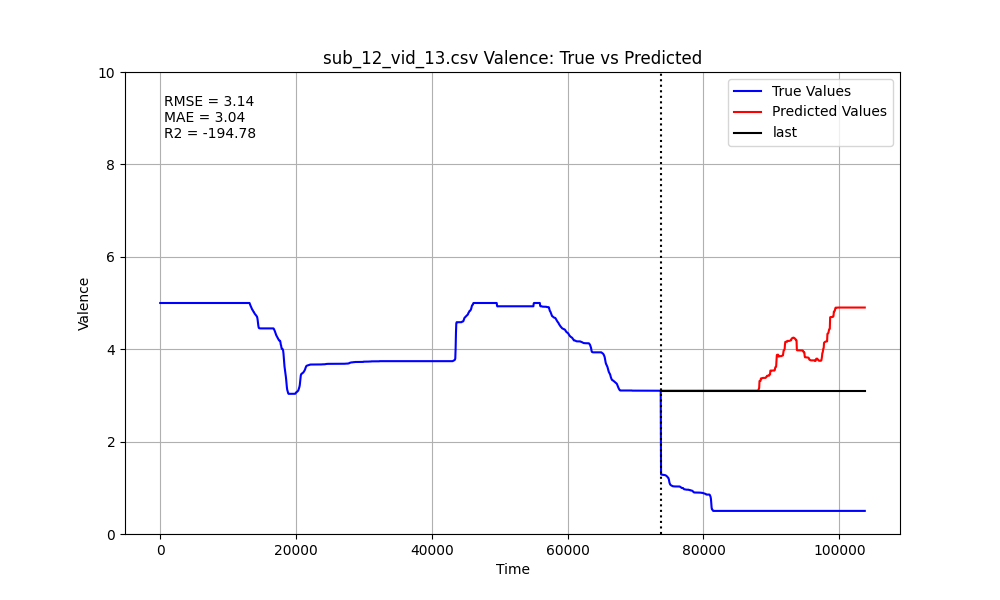 sub_12_vid_13.csv Valence: True vs Predicted
RMSE = 3.14
MAE = 3.04
R2 = -194.78
True Values
Predicted Values
last
Valence
10
8
6
4
2
0
0 20000 40000 60000 80000 100000
Time